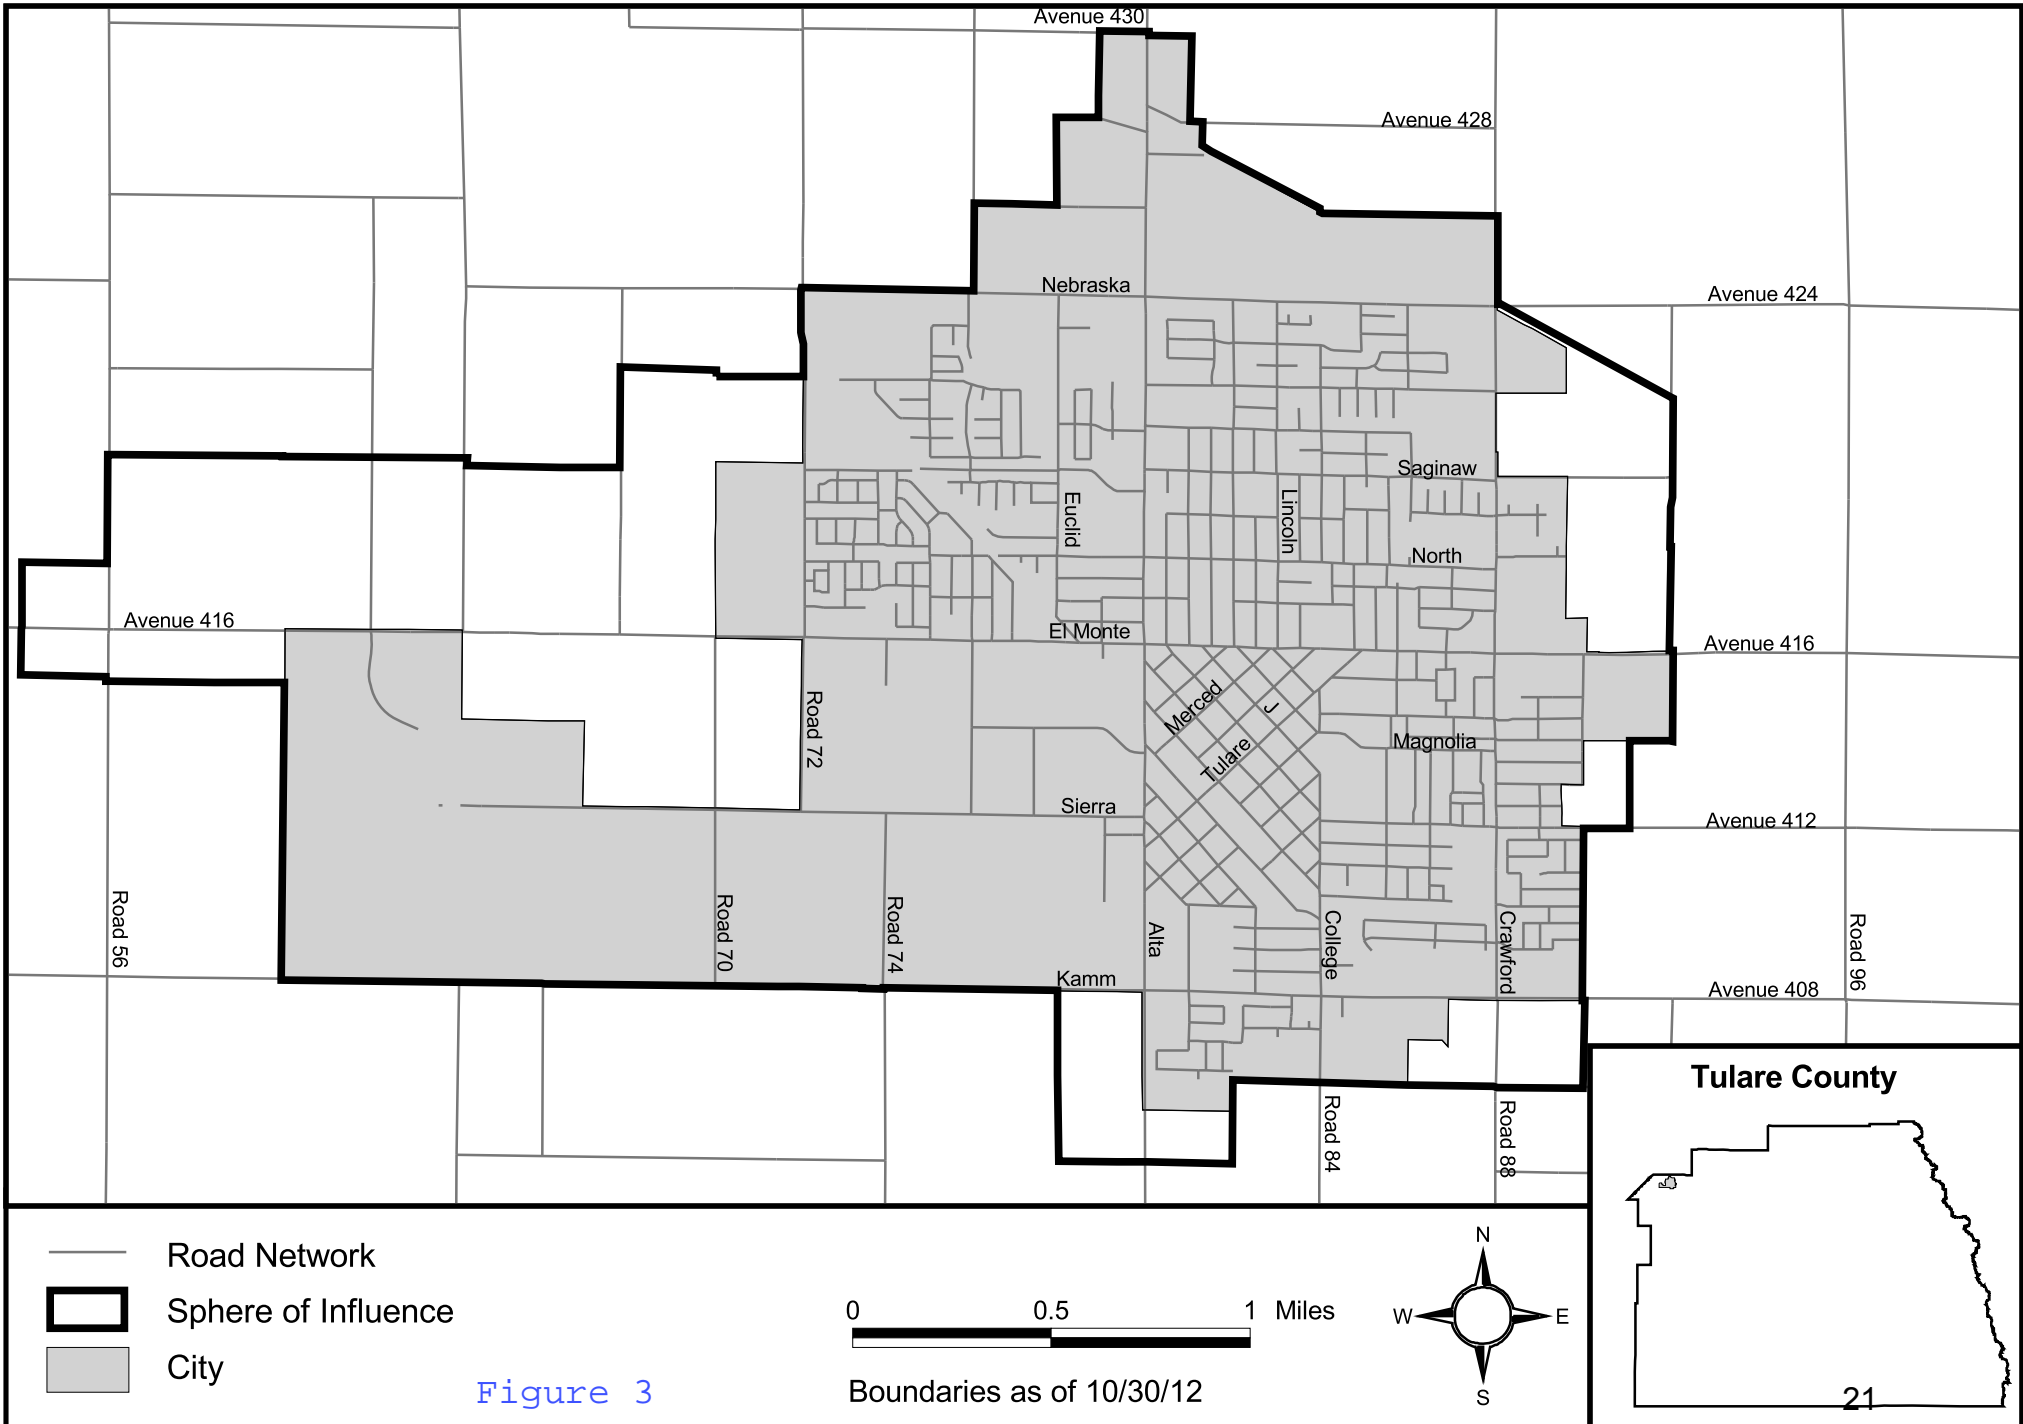 Avenue 430
Avenue 428
Nebraska
Avenue 424
Saginaw
Euclid
Lincoln
North
Avenue 416
El Monte
Avenue 416
Merced
J
Road 72
Magnolia
Tulare
Sierra
Avenue 412
Road 56
Road 70
Road 74
Alta
College
Crawford
Road 96
Kamm
Avenue 408
Road 84
Road 88
Tulare County
Road Network
Sphere of Influence
City
Figure 3
0 0.5 1 Miles
Boundaries as of 10/30/12
N
W E
S
21